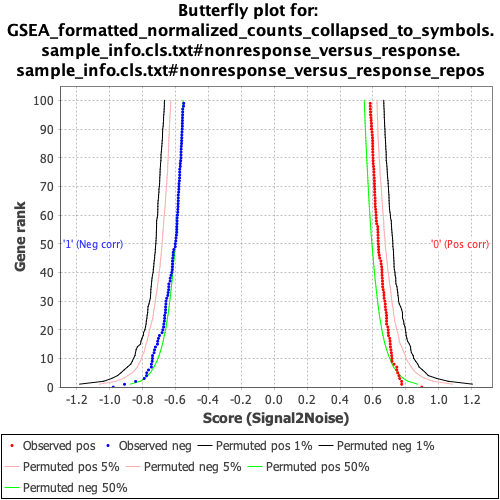 Butterfly plot for:
GSEA_formatted_normalized_counts_collapsed_to_symbols.
sample_info.cls.txt#nonresponse_versus_response.
sample_info.cls.txt#nonresponse_versus_response_repos
100
90
80
70
60
50
40
30
20
10
0
Gene rank
'1' (Neg corr)
'0' (Pos corr)
-1.2 -1.0 -0.8 -0.6 -0.4 -0.2 0.0 0.2 0.4 0.6 0.8 1.0 1.2
Score (Signal2Noise)
Observed pos Observed neg Permuted pos 1% Permuted neg 1%
Permuted pos 5% Permuted neg 5% Permuted pos 50%
Permuted neg 50%